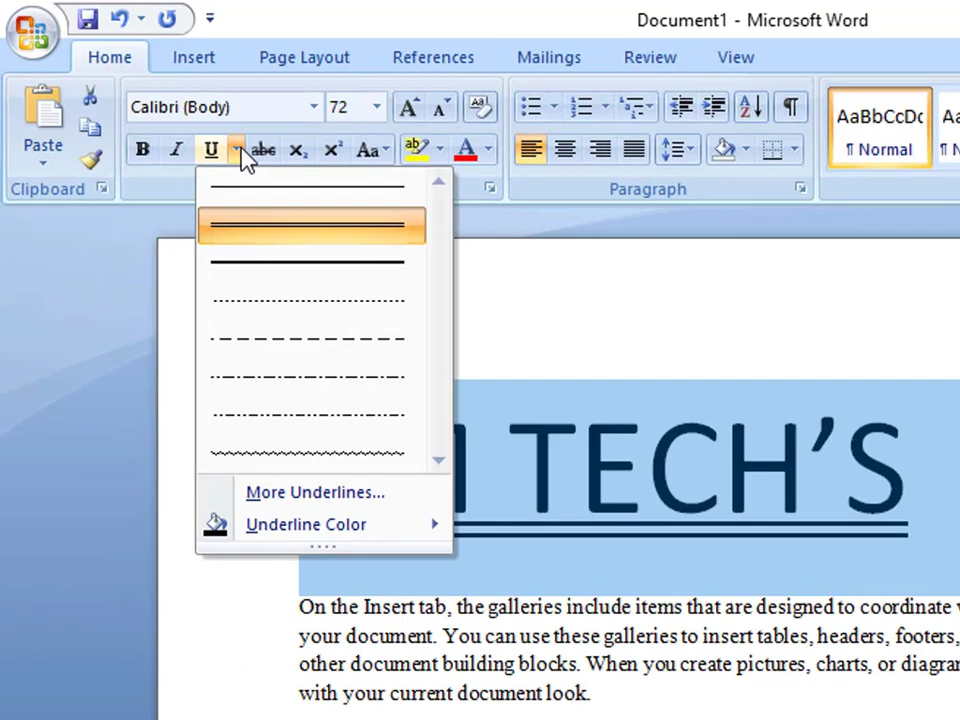 Document1 - Microsoft Word
Home Insert Page Layout References Mailings Review View
Calibri (Body) 72
Paste
B I U abc X₂ X² Aa ab A
AaBbCcDc
¶ Normal
Clipboard
Paragraph
More Underlines...
Underline Color
TECH'S
On the Insert tab, the galleries include items that are designed to coordinate
your document. You can use these galleries to insert tables, headers, footers,
other document building blocks. When you create pictures, charts, or diagra
with your current document look.